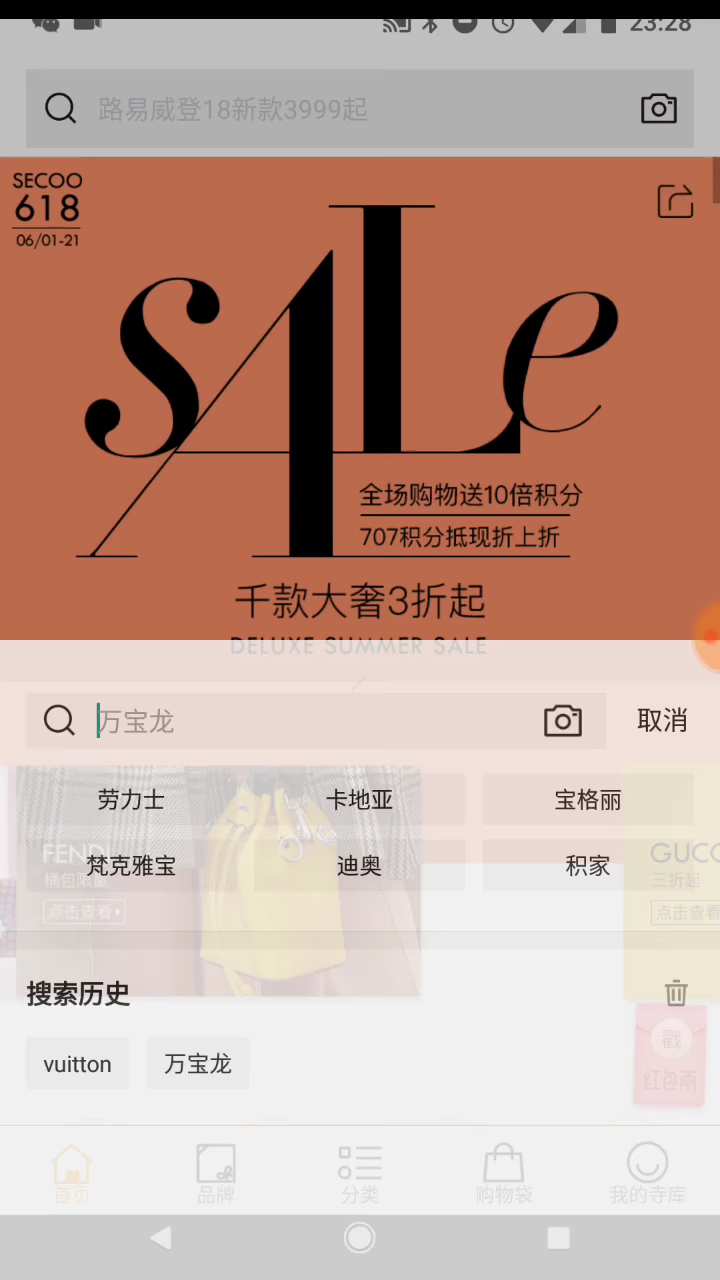 23:28
路易威登18新款3999起
SECOO
618
06/01-21
SALe
全场购物送10倍积分
707积分抵现折上折
千款大奢3折起
DELUXE SUMMER SALE
万宝龙
取消
劳力士
卡地亚
宝格丽
FENDI
GUCC
梵克雅宝
迪奥
积家
桶包限量
三折起
点击查看
点击查看
搜索历史
戳
vuitton
万宝龙
红包雨
首页
品牌
分类
购物袋
我的寺库